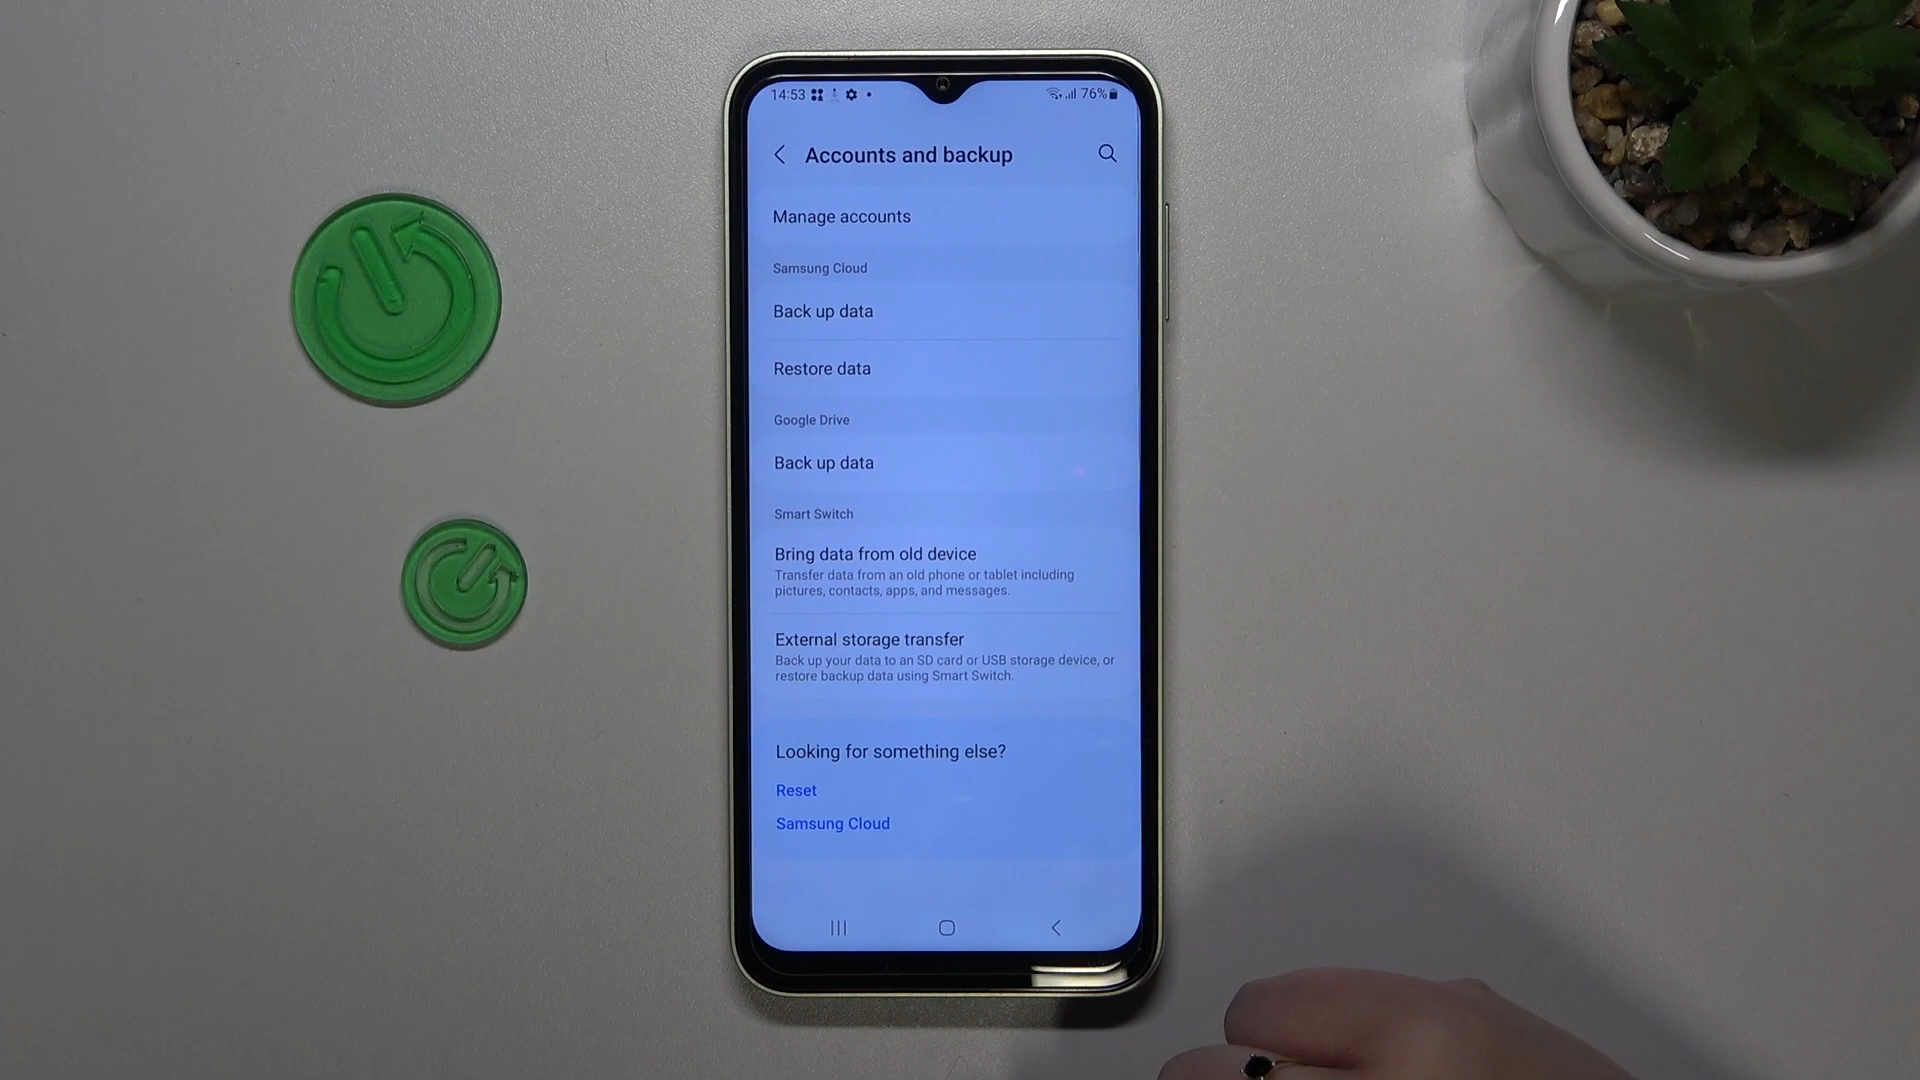 14:53
76%
Accounts and backup
Manage accounts
Samsung Cloud
Back up data
Restore data
Google Drive
Back up data
Smart Switch
Bring data from old device
Transfer data from an old phone or tablet including
pictures, contacts, apps, and messages.
External storage transfer
Back up your data to an SD card or USB storage device, or
restore backup data using Smart Switch.
Looking for something else?
Reset
Samsung Cloud